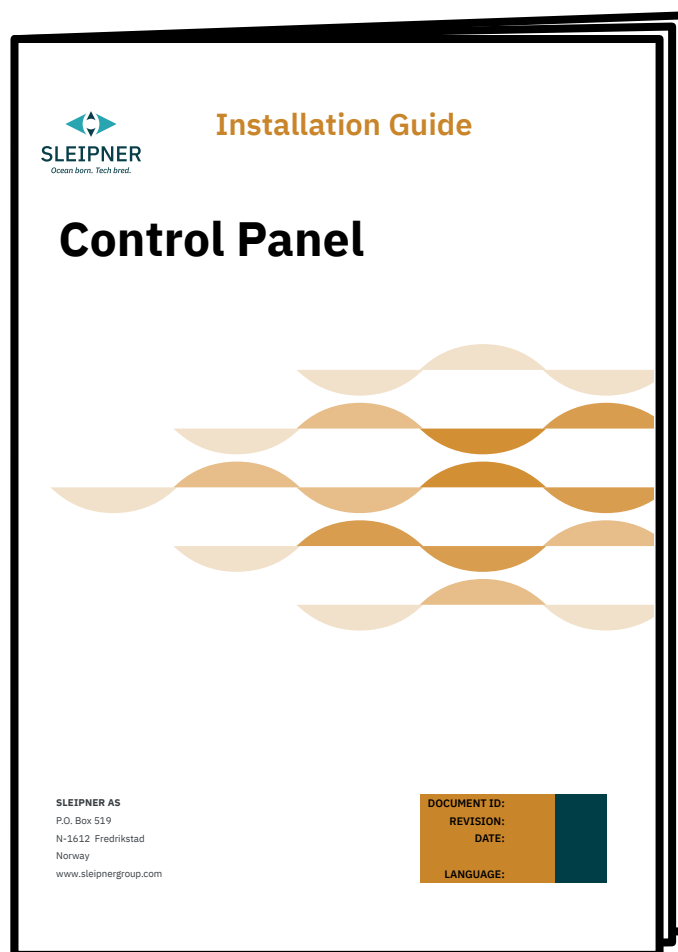 Installation Guide
SLEIPNER
Ocean born. Tech bred.
Control Panel
SLEIPNER AS
P.O. Box 519
N-1612 Fredrikstad
Norway
www.sleipnergroup.com
DOCUMENT ID:
REVISION:
DATE:
LANGUAGE: